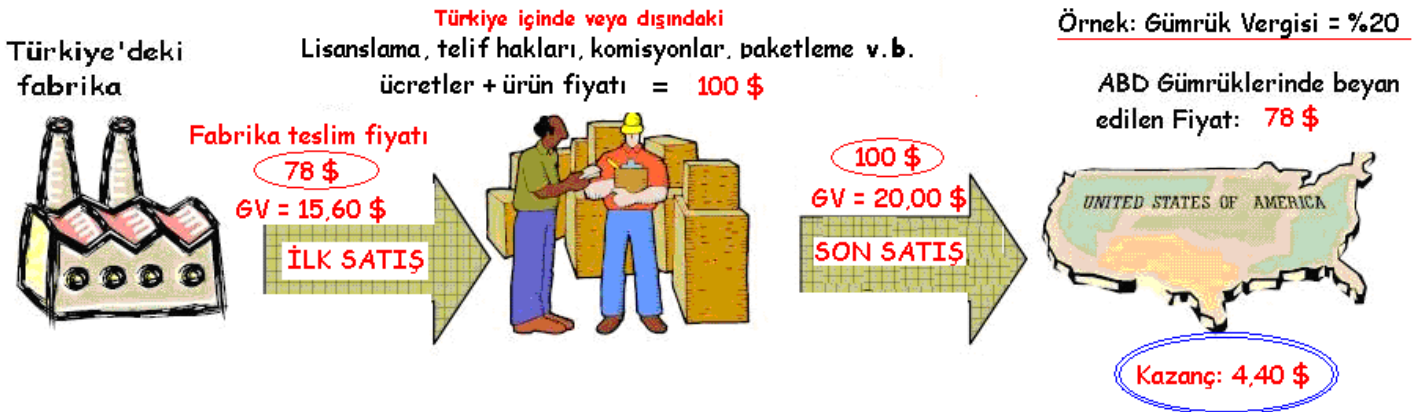 Türkiye'deki
fabrika
Türkiye içinde veya dışındaki
Lisanslama, telif hakları, komisyonlar, paketleme v.b.
ücretler + ürün fiyatı = 100 $
Örnek: Gümrük Vergisi = %20
ABD Gümrüklerinde beyan
edilen Fiyat: 78 $
Fabrika teslim fiyatı
78 $
GV = 15,60 $
İLK SATIŞ
100 $
GV = 20,00 $
SON SATIŞ
UNITED STATES OF AMERICA
Kazanç: 4,40 $